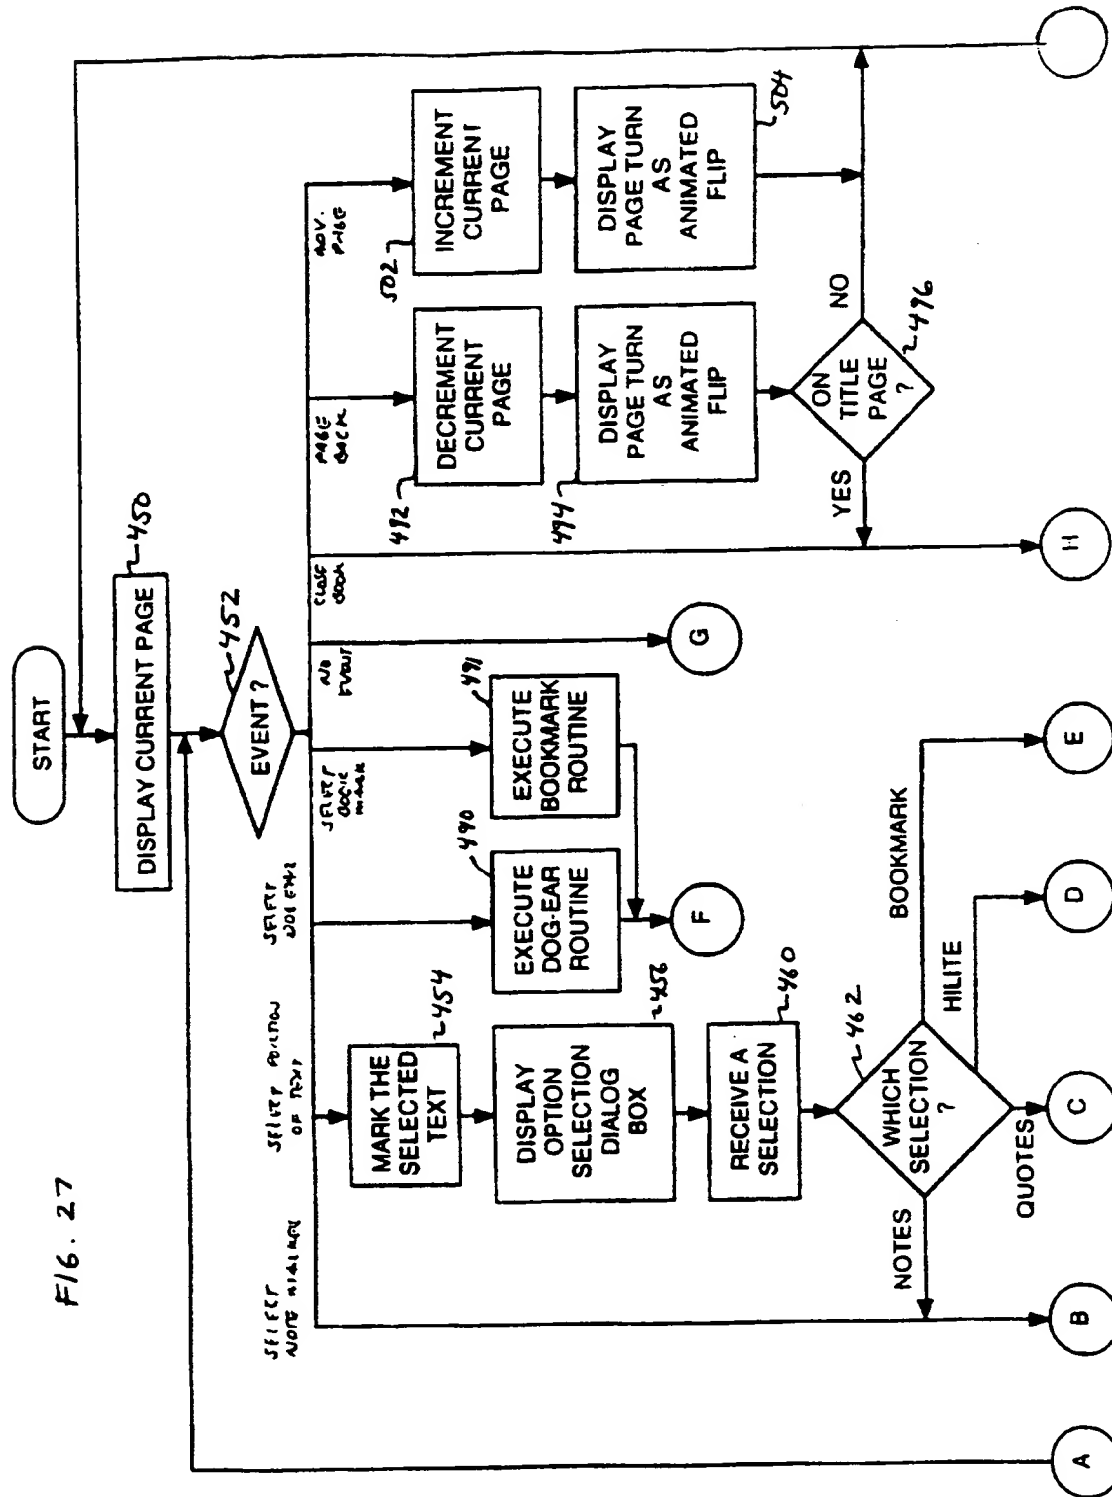 FIG. 27
START
DISPLAY CURRENT PAGE
450
EVENT?
452
SELECT
NOTE MARKER
SELECT PORTION
OF TEXT
SELECT
DOG EAR
SELECT
BOOK
MARK
NO
EVENT
CLOSE
BOOK
PAGE
BACK
ADV.
PAGE
MARK THE
SELECTED
TEXT
454
DISPLAY
OPTION
SELECTION
DIALOG
BOX
456
RECEIVE A
SELECTION
460
WHICH
SELECTION
?
462
NOTES
QUOTES
HILITE
BOOKMARK
EXECUTE
DOG-EAR
ROUTINE
490
EXECUTE
BOOKMARK
ROUTINE
491
DECREMENT
CURRENT
PAGE
492
DISPLAY
PAGE TURN
AS
ANIMATED
FLIP
494
ON
TITLE
PAGE
?
496
YES
NO
INCREMENT
CURRENT
PAGE
502
DISPLAY
PAGE TURN
AS
ANIMATED
FLIP
504
A
B
C
D
E
F
G
H